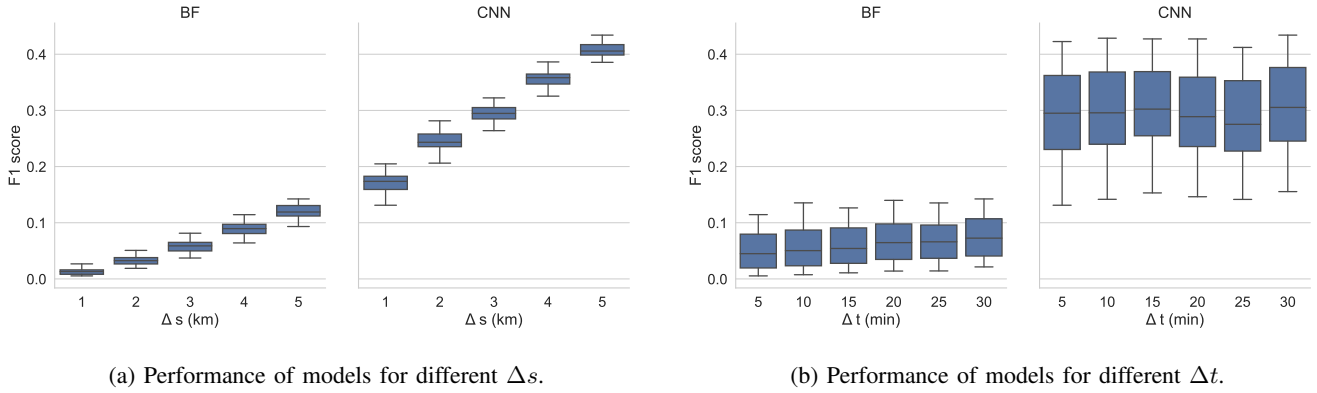 BF
CNN
F1 score
0.4
0.3
0.2
0.1
0.0
1 2 3 4 5
Δ s (km)
1 2 3 4 5
Δ s (km)
(a) Performance of models for different Δs.
BF
CNN
F1 score
0.4
0.3
0.2
0.1
0.0
5 10 15 20 25 30
Δ t (min)
5 10 15 20 25 30
Δ t (min)
(b) Performance of models for different Δt.